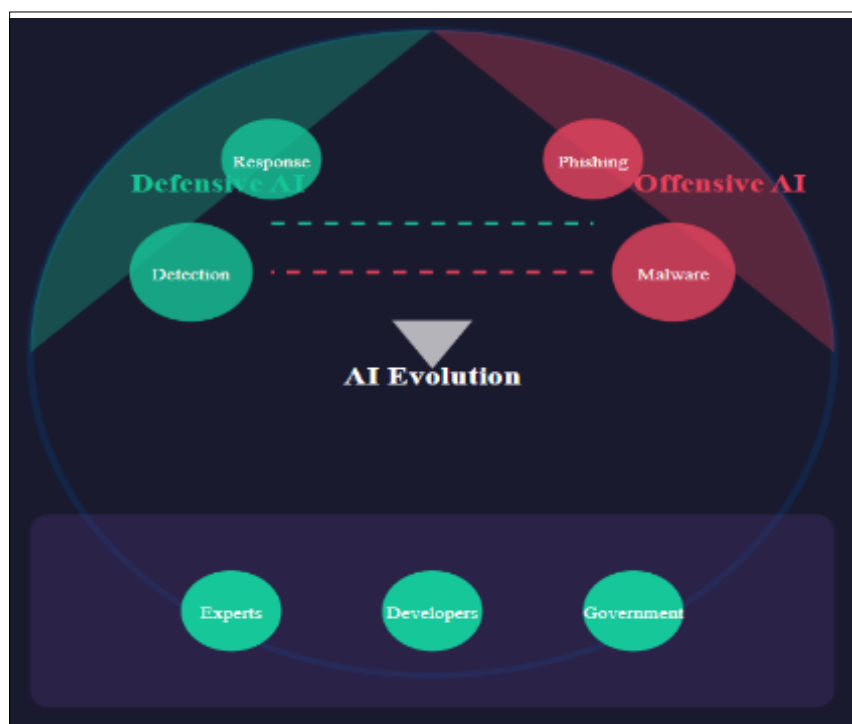 Response
Phishing
Defensive AI
Offensive AI
Detection
Malware
AI Evolution
Experts
Developers
Government